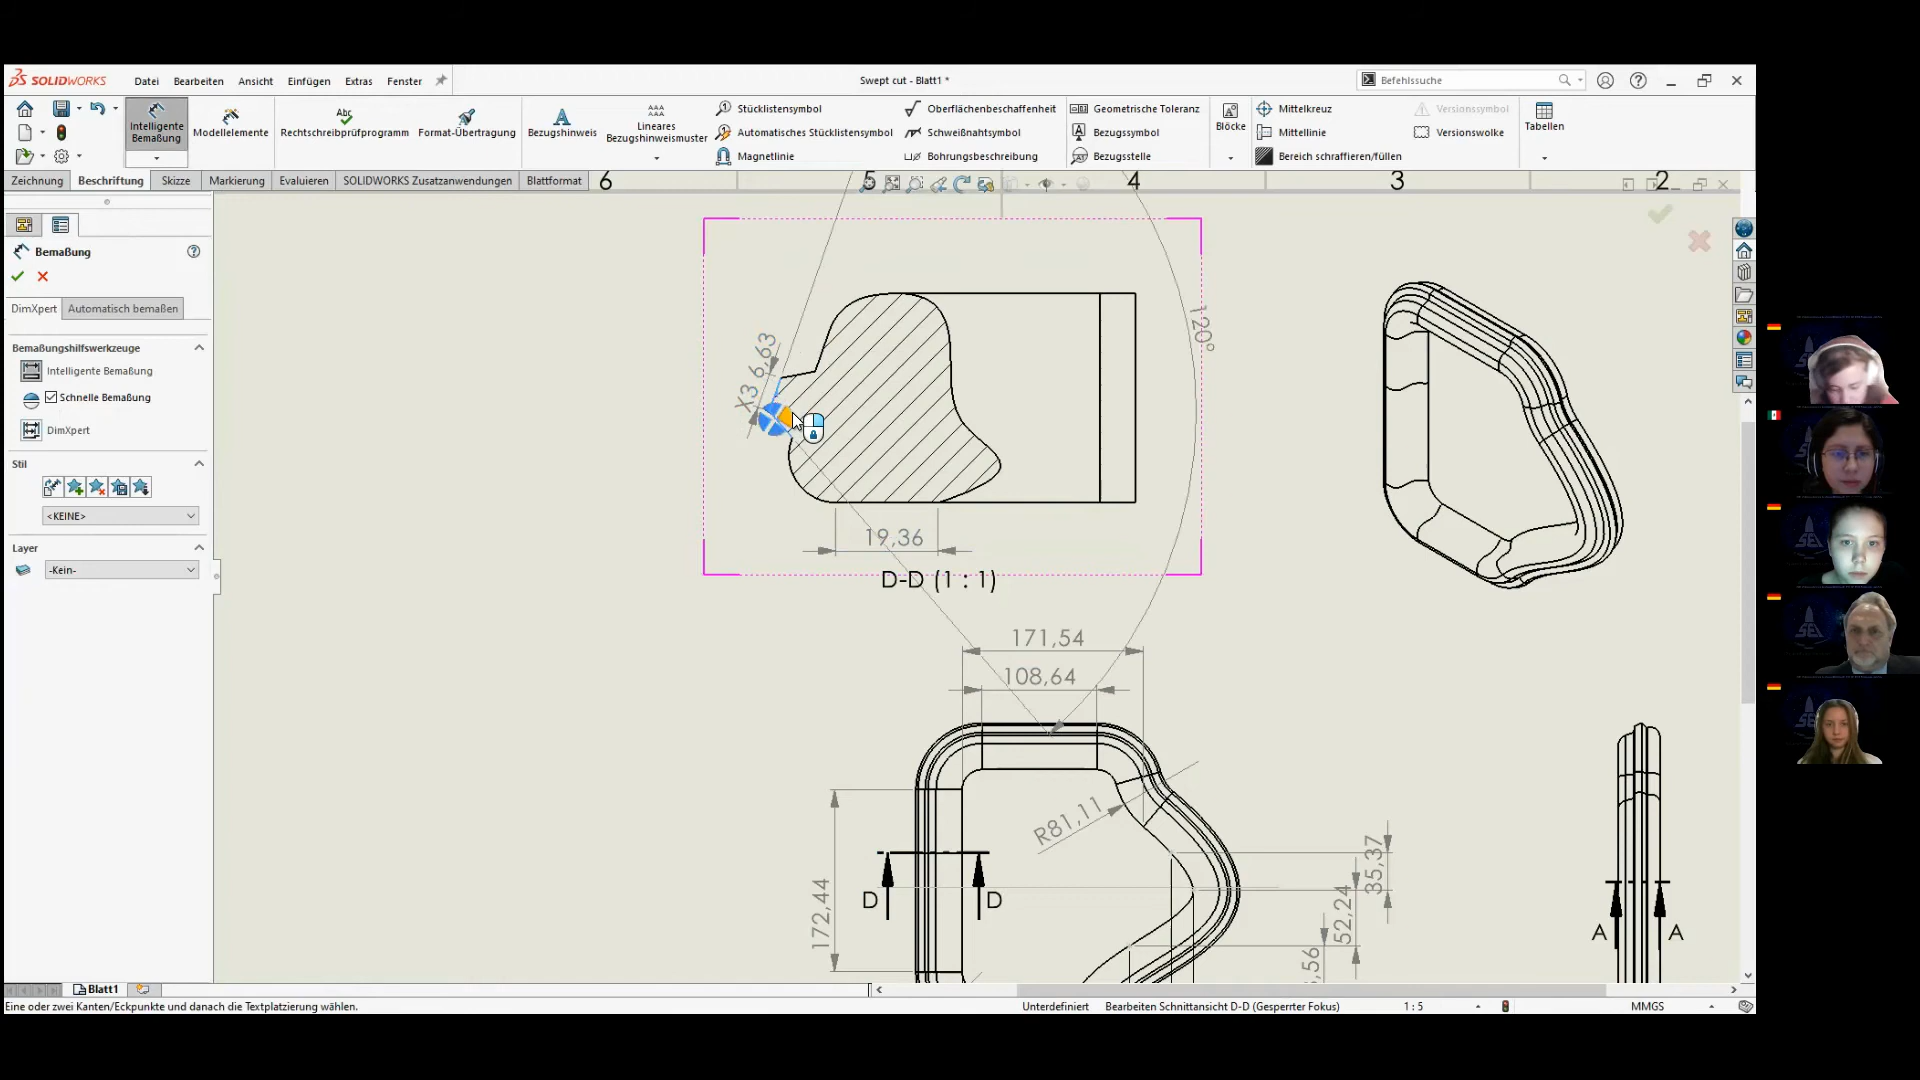 SOLIDWORKS
Datei Bearbeiten Ansicht Einfügen Extras Fenster
Swept cut - Blatt1 *
Befehlssuche
Intelligente Bemaßung
Modellelemente
Abc
Rechtschreibprüfprogramm
Format-Übertragung
Bezugshinweis
Lineares Bezugshinweismuster
Stücklistensymbol
Automatisches Stücklistensymbol
Magnetlinie
Oberflächenbeschaffenheit
Schweißnahtsymbol
Bohrungsbeschreibung
Geometrische Toleranz
Bezugssymbol
Bezugsstelle
Blöcke
Mittelkreuz
Mittellinie
Bereich schraffieren/füllen
Versionssymbol
Versionswolke
Tabellen
Zeichnung Beschriftung Skizze Markierung Evaluieren SOLIDWORKS Zusatzanwendungen Blattformat
6 5 4 3 2
Bemaßung
DimXpert Automatisch bemaßen
Bemaßungshilfswerkzeuge
Intelligente Bemaßung
Schnelle Bemaßung
DimXpert
Stil
<KEINE>
Layer
-Kein-
X3 6,63
120°
19,36
D-D (1 : 1)
171,54
108,64
R81,11
172,44
35,37
52,24
D D
A A
Blatt1
Eine oder zwei Kanten/Eckpunkte und danach die Textplatzierung wählen.
Unterdefiniert
Bearbeiten Schnittansicht D-D (Gesperrter Fokus)
1 : 5
MMGS